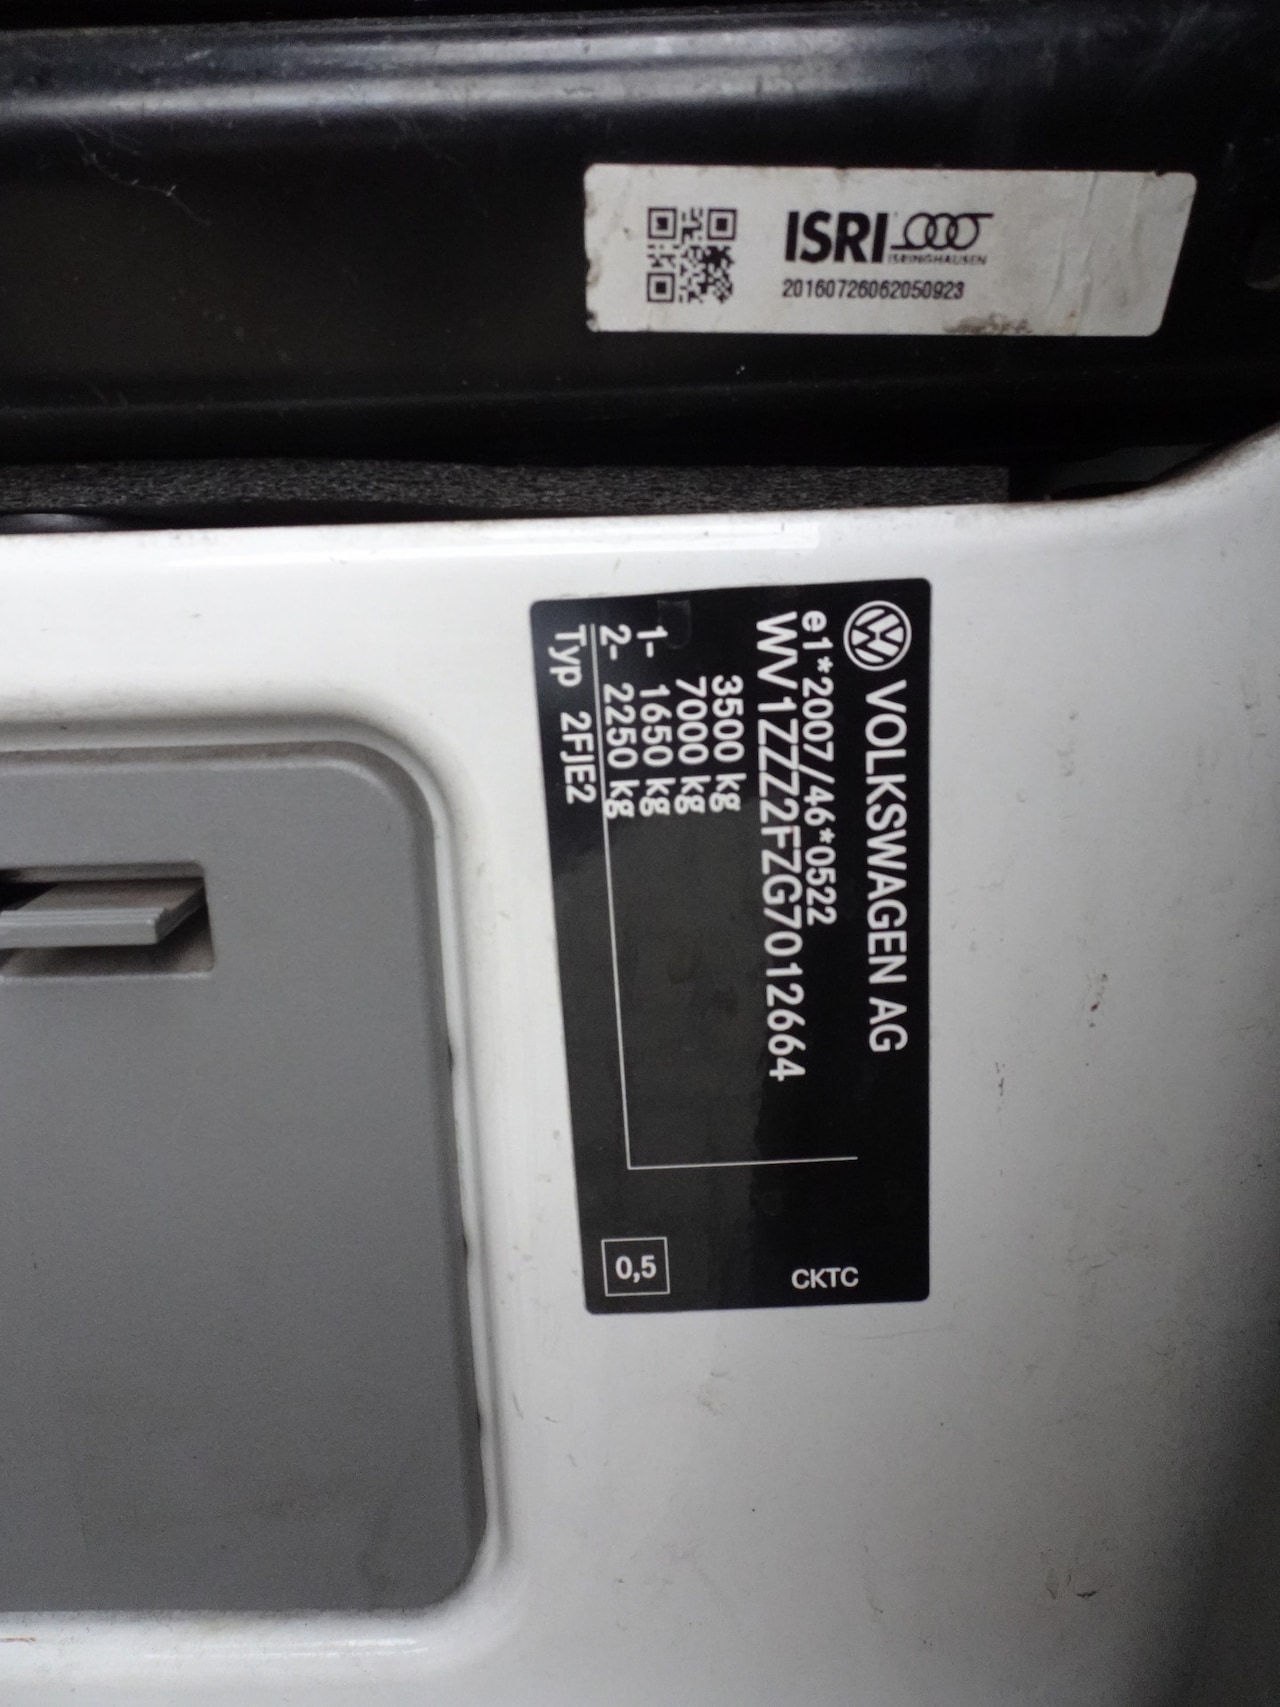 ISRI
ISRINGHAUSEN
20160726062050923
VOLKSWAGEN AG
e1*2007/46*0522
WV1ZZZ2FZG7012664
3500 kg
7000 kg
1- 1650 kg
2- 2250 kg
Typ 2FJE2
CKTC
0,5